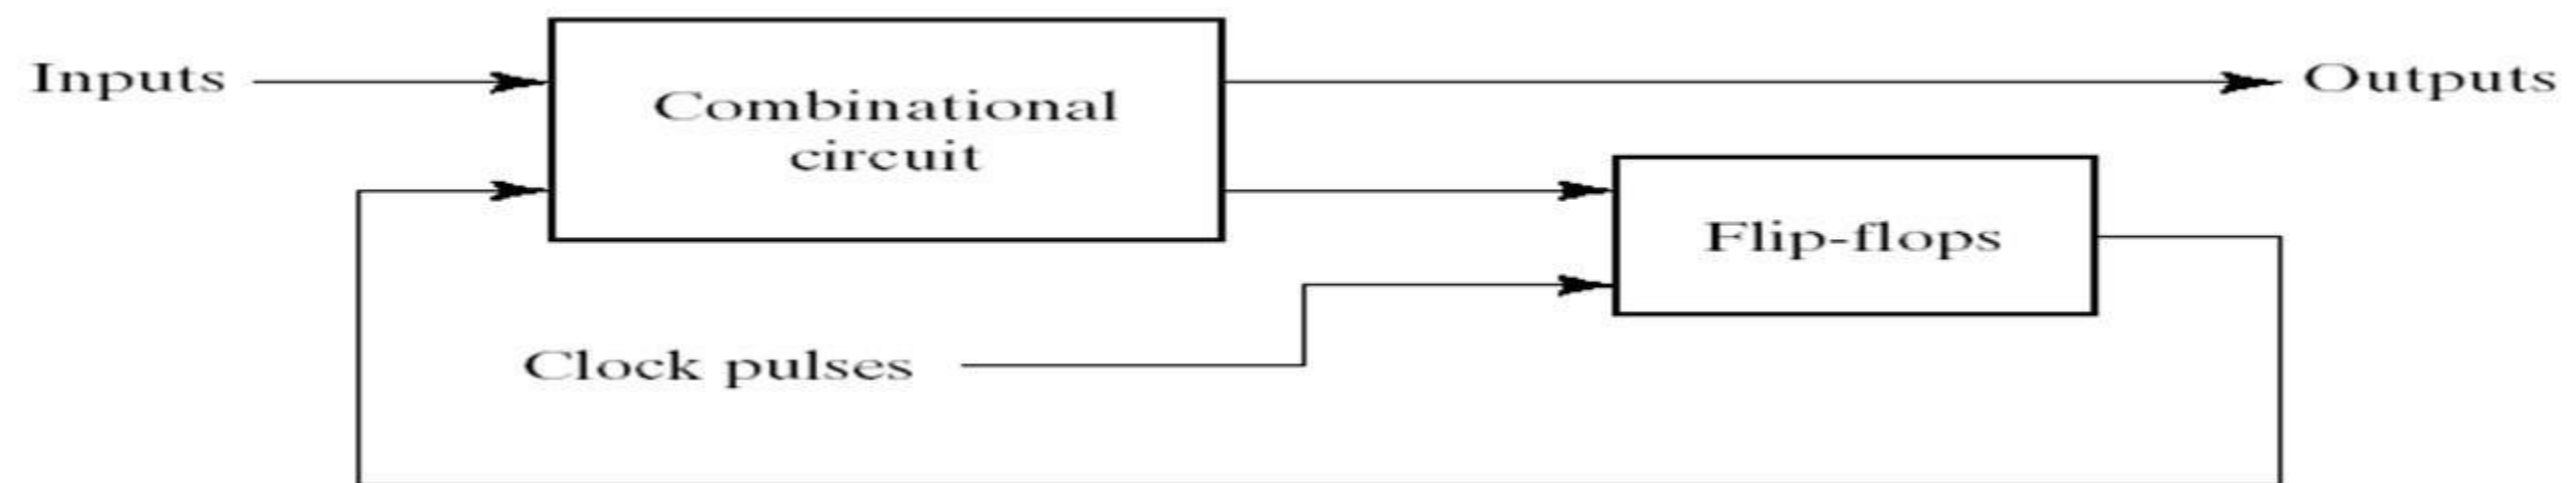 Inputs
Combinational
circuit
Outputs
Flip-flops
Clock pulses